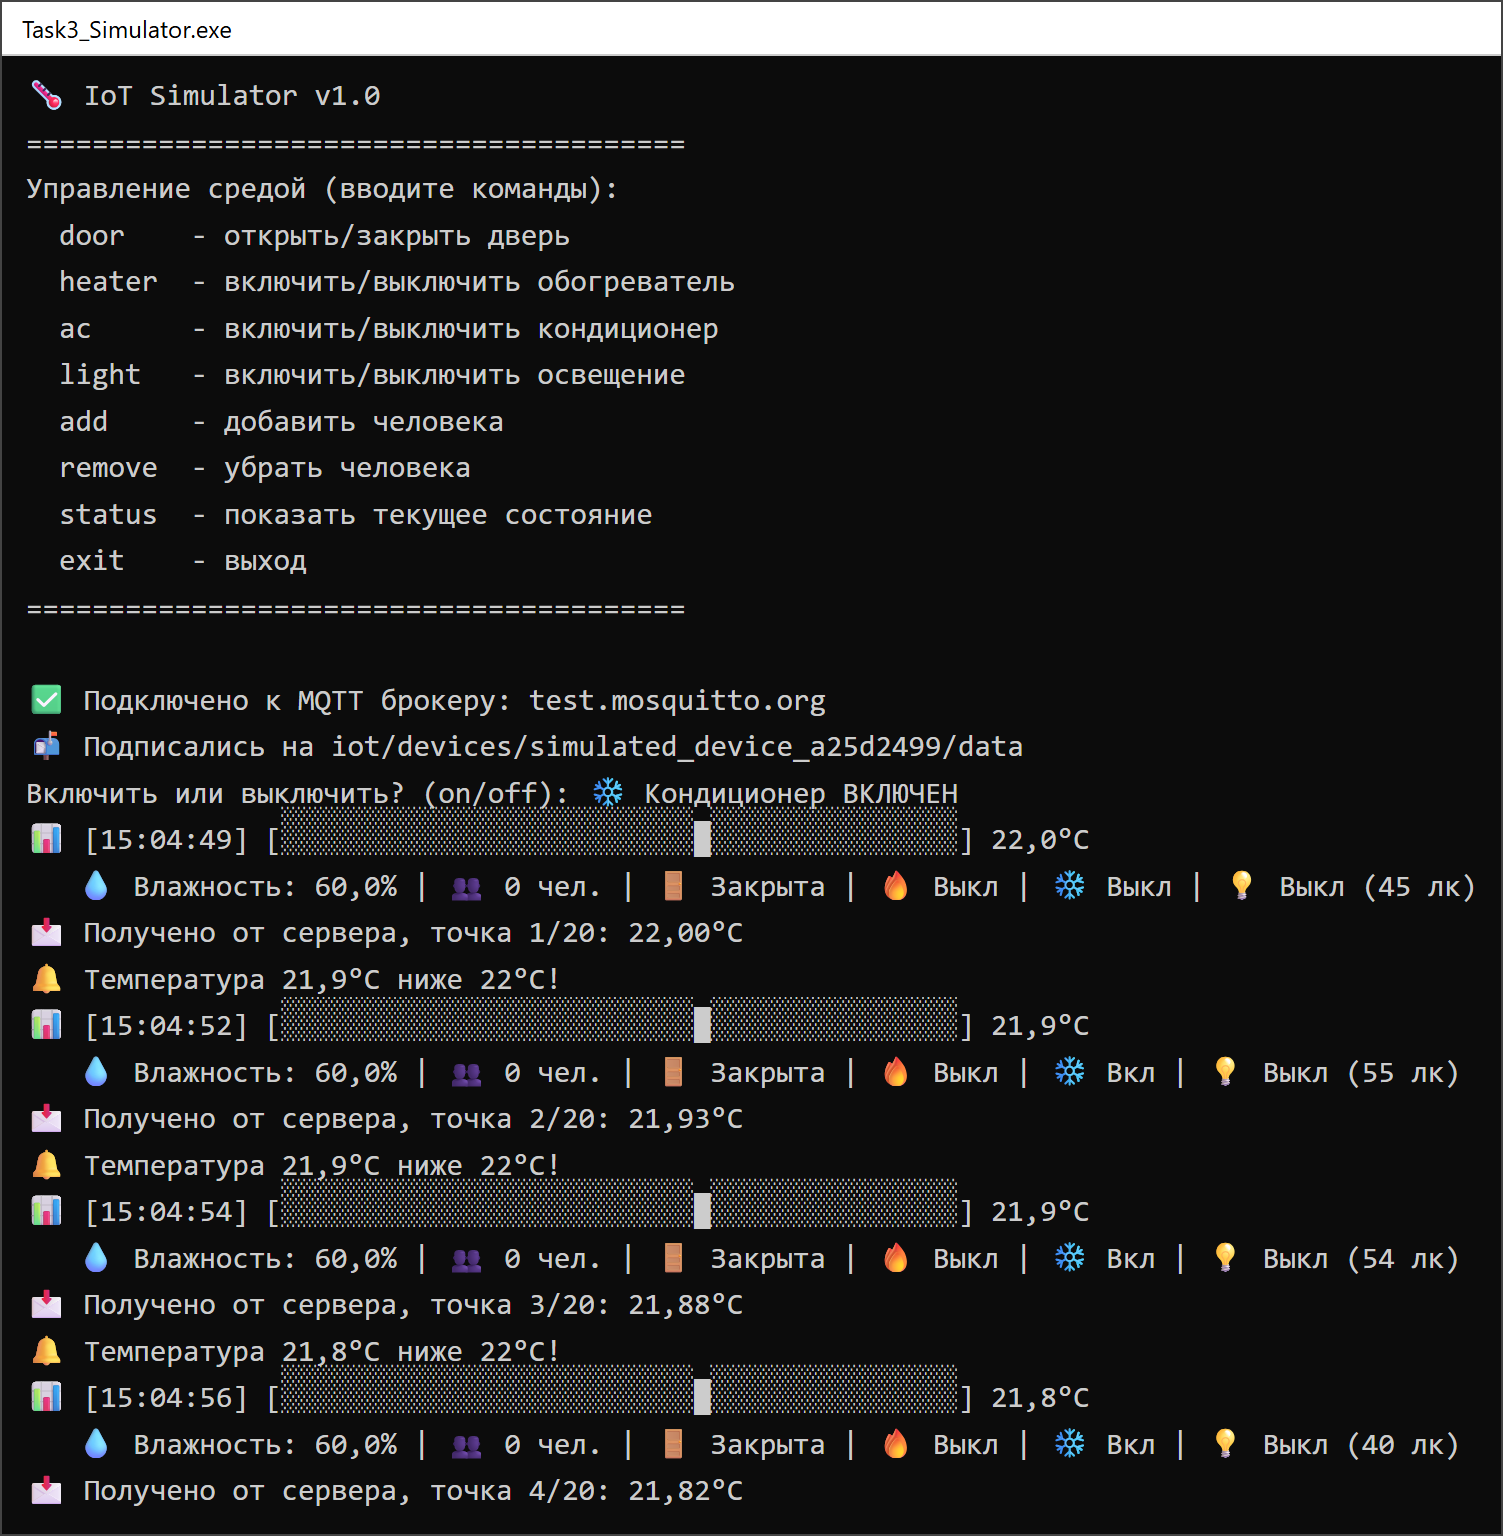 Task3_Simulator.exe
🌡️ IoT Simulator v1.0
========================================
Управление средой (вводите команды):
door - открыть/закрыть дверь
heater - включить/выключить обогреватель
ac - включить/выключить кондиционер
light - включить/выключить освещение
add - добавить человека
remove - убрать человека
status - показать текущее состояние
exit - выход
========================================
✅ Подключено к MQTT брокеру: test.mosquitto.org
📬 Подписались на iot/devices/simulated_device_a25d2499/data
Включить или выключить? (on/off): ❄️ Кондиционер ВКЛЮЧЕН
📊 [15:04:49] [░░░░░░░░░░░░░░░░░░░░░░░░░█░░░░░░░░░░░░░░░] 22,0°C
💧 Влажность: 60,0% | 👥 0 чел. | 🚪 Закрыта | 🔥 Выкл | ❄️ Выкл | 💡 Выкл (45 лк)
📩 Получено от сервера, точка 1/20: 22,00°C
🔔 Температура 21,9°C ниже 22°C!
📊 [15:04:52] [░░░░░░░░░░░░░░░░░░░░░░░░░█░░░░░░░░░░░░░░░] 21,9°C
💧 Влажность: 60,0% | 👥 0 чел. | 🚪 Закрыта | 🔥 Выкл | ❄️ Вкл | 💡 Выкл (55 лк)
📩 Получено от сервера, точка 2/20: 21,93°C
🔔 Температура 21,9°C ниже 22°C!
📊 [15:04:54] [░░░░░░░░░░░░░░░░░░░░░░░░░█░░░░░░░░░░░░░░░] 21,9°C
💧 Влажность: 60,0% | 👥 0 чел. | 🚪 Закрыта | 🔥 Выкл | ❄️ Вкл | 💡 Выкл (54 лк)
📩 Получено от сервера, точка 3/20: 21,88°C
🔔 Температура 21,8°C ниже 22°C!
📊 [15:04:56] [░░░░░░░░░░░░░░░░░░░░░░░░░█░░░░░░░░░░░░░░░] 21,8°C
💧 Влажность: 60,0% | 👥 0 чел. | 🚪 Закрыта | 🔥 Выкл | ❄️ Вкл | 💡 Выкл (40 лк)
📩 Получено от сервера, точка 4/20: 21,82°C